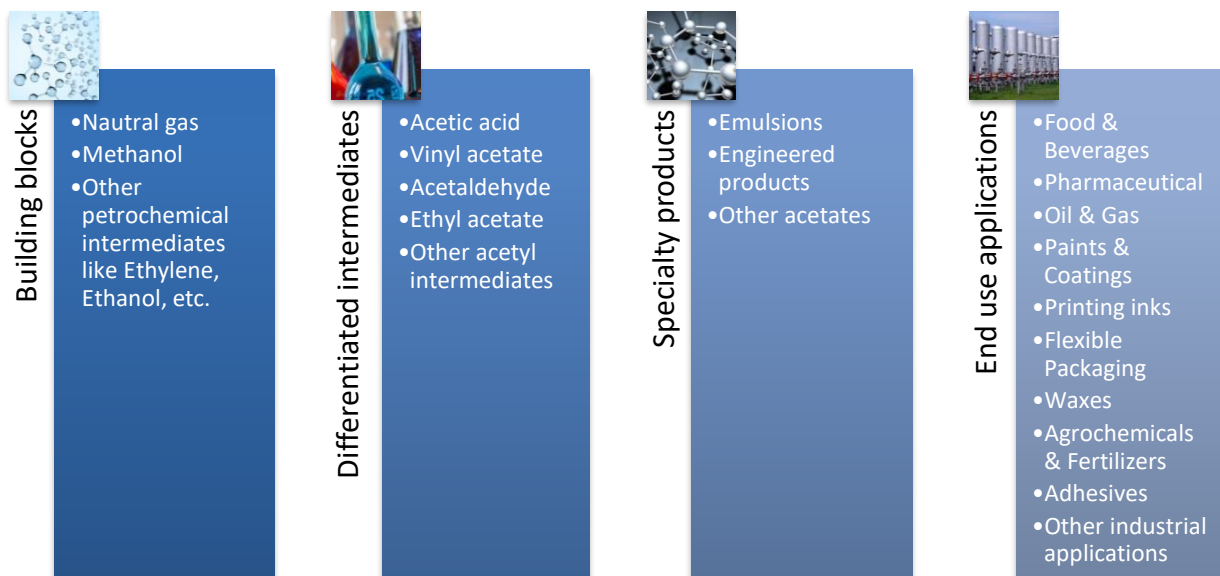 Building blocks
•Nautral gas
•Methanol
•Other
petrochemical
intermediates
like Ethylene,
Ethanol, etc.
Differentiated intermediates
•Acetic acid
•Vinyl acetate
•Acetaldehyde
•Ethyl acetate
•Other acetyl
intermediates
Specialty products
•Emulsions
•Engineered
products
•Other acetates
End use applications
•Food &
Beverages
•Pharmaceutical
•Oil & Gas
•Paints &
Coatings
•Printing inks
•Flexible
Packaging
•Waxes
•Agrochemicals
& Fertilizers
•Adhesives
•Other industrial
applications